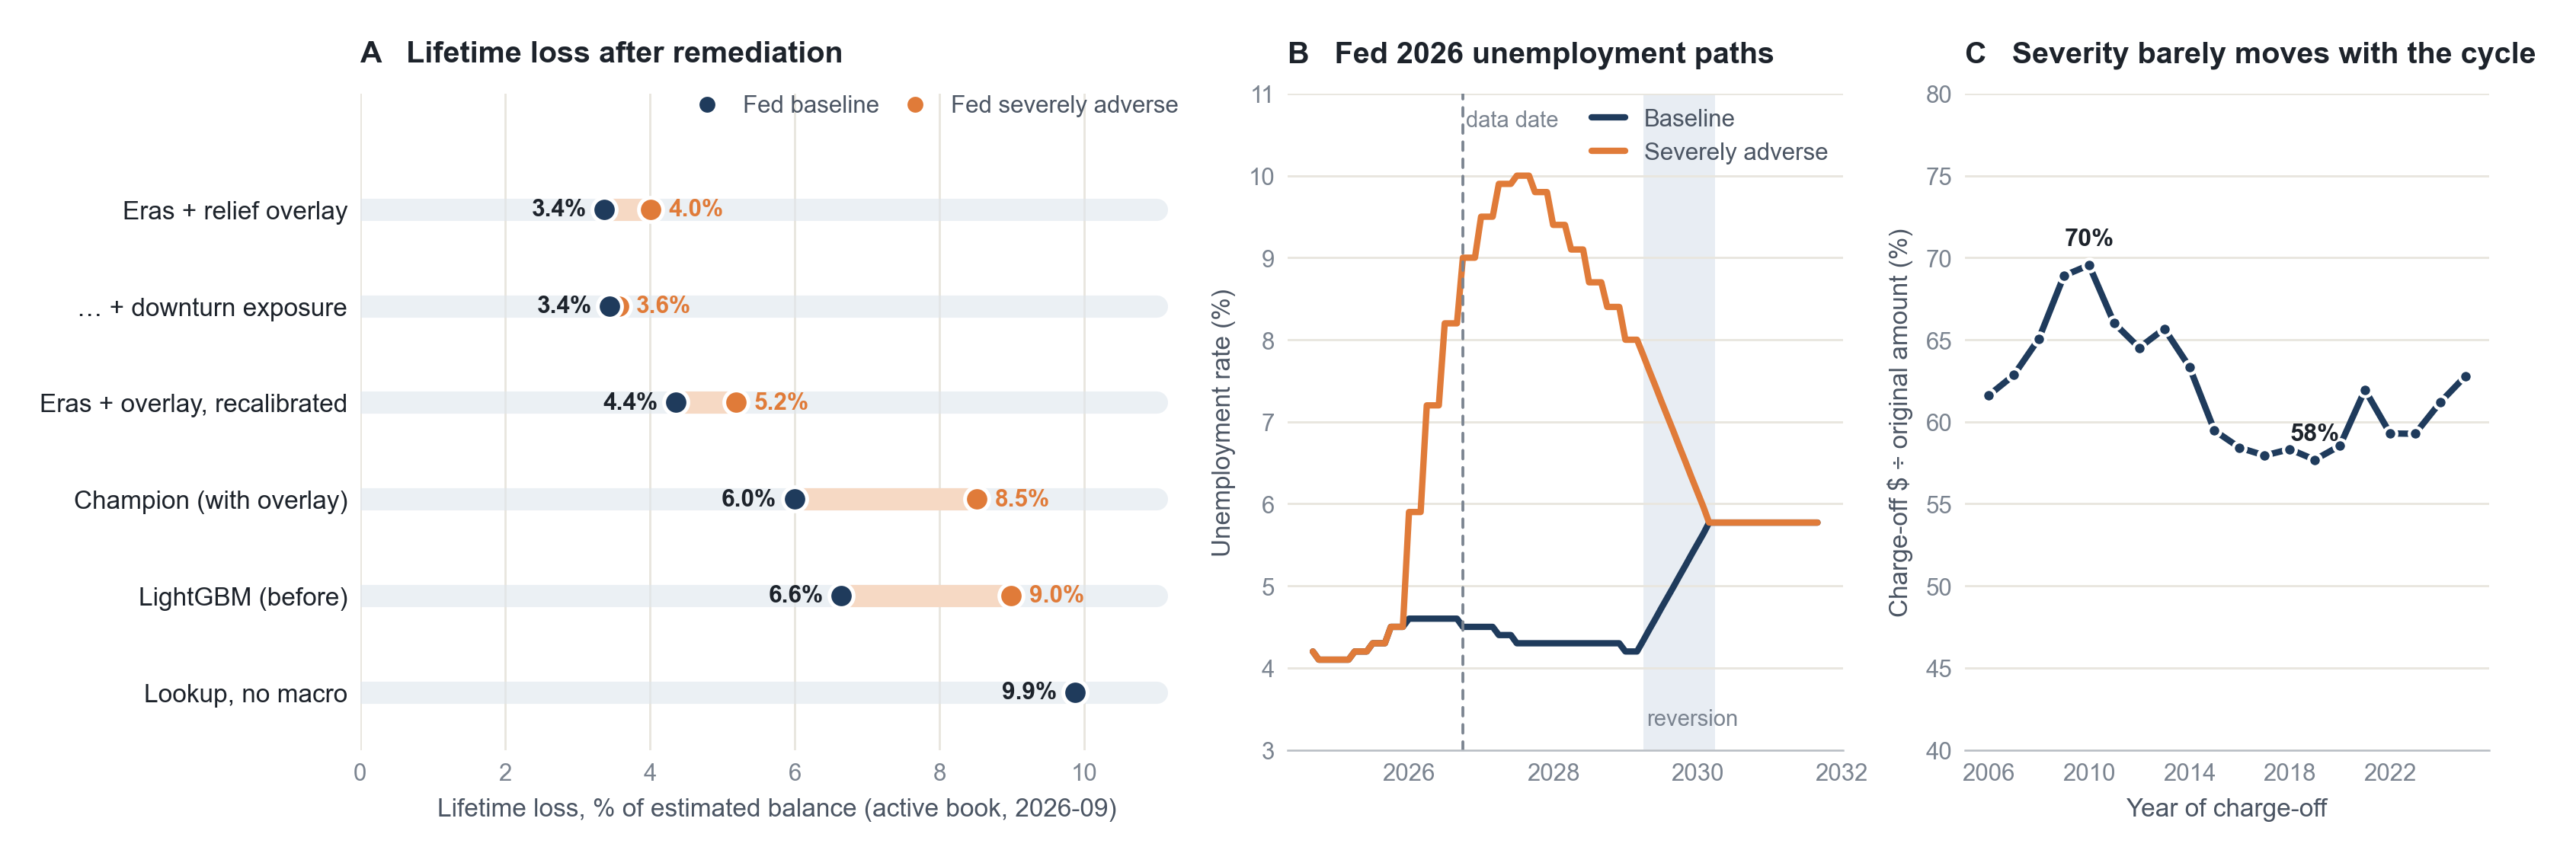 A Lifetime loss after remediation
Fed baseline
Fed severely adverse
Eras + relief overlay
3.4%
4.0%
… + downturn exposure
3.4%
3.6%
Eras + overlay, recalibrated
4.4%
5.2%
Champion (with overlay)
6.0%
8.5%
LightGBM (before)
6.6%
9.0%
Lookup, no macro
9.9%
0 2 4 6 8 10
Lifetime loss, % of estimated balance (active book, 2026-09)
B Fed 2026 unemployment paths
Unemployment rate (%)
11
10
9
8
7
6
5
4
3
data date
Baseline
Severely adverse
reversion
2026 2028 2030 2032
C Severity barely moves with the cycle
Charge-off $ ÷ original amount (%)
80
75
70
65
60
55
50
45
40
70%
58%
2006 2010 2014 2018 2022
Year of charge-off